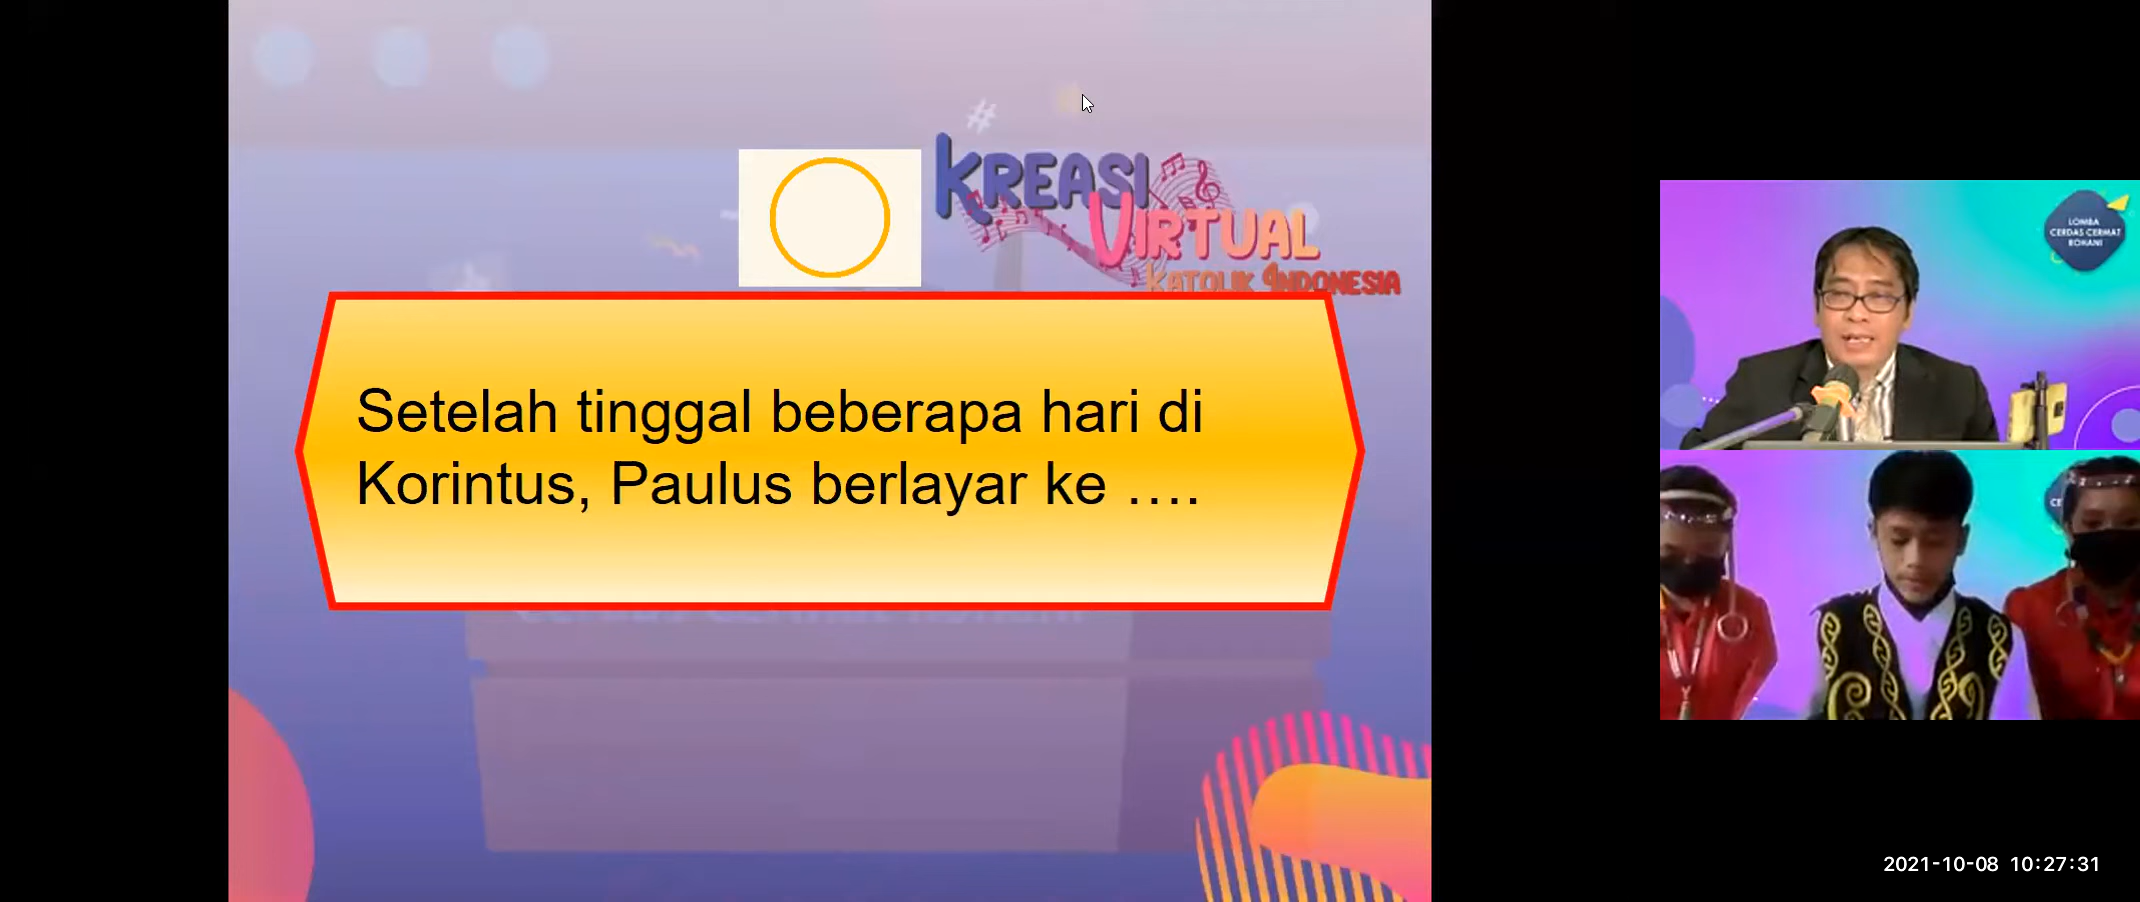 #
KREASI
VIRTUAL
KATOLIK INDONESIA
Setelah tinggal beberapa hari di
Korintus, Paulus berlayar ke ….
LOMBA
CERDAS CERMAT
ROHANI
2021-10-08 10:27:31